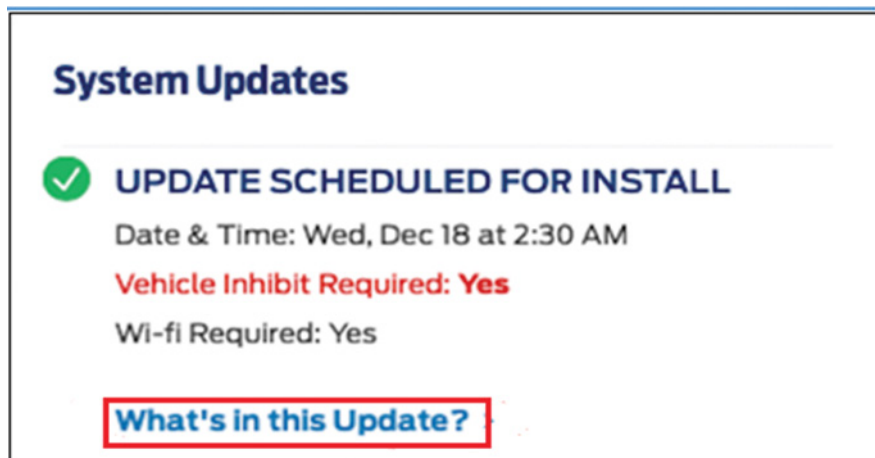 System Updates
UPDATE SCHEDULED FOR INSTALL
Date & Time: Wed, Dec 18 at 2:30 AM
Vehicle Inhibit Required: Yes
Wi-fi Required: Yes
What's in this Update?